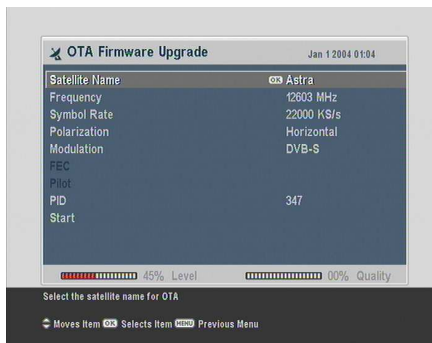 OTA Firmware Upgrade Jan 1 2004 01:04
Satellite Name OK Astra
Frequency 12603 MHz
Symbol Rate 22000 KS/s
Polarization Horizontal
Modulation DVB-S
FEC
Pilot
PID 347
Start
45% Level 00% Quality
Select the satellite name for OTA
Moves Item OK Selects Item MENU Previous Menu